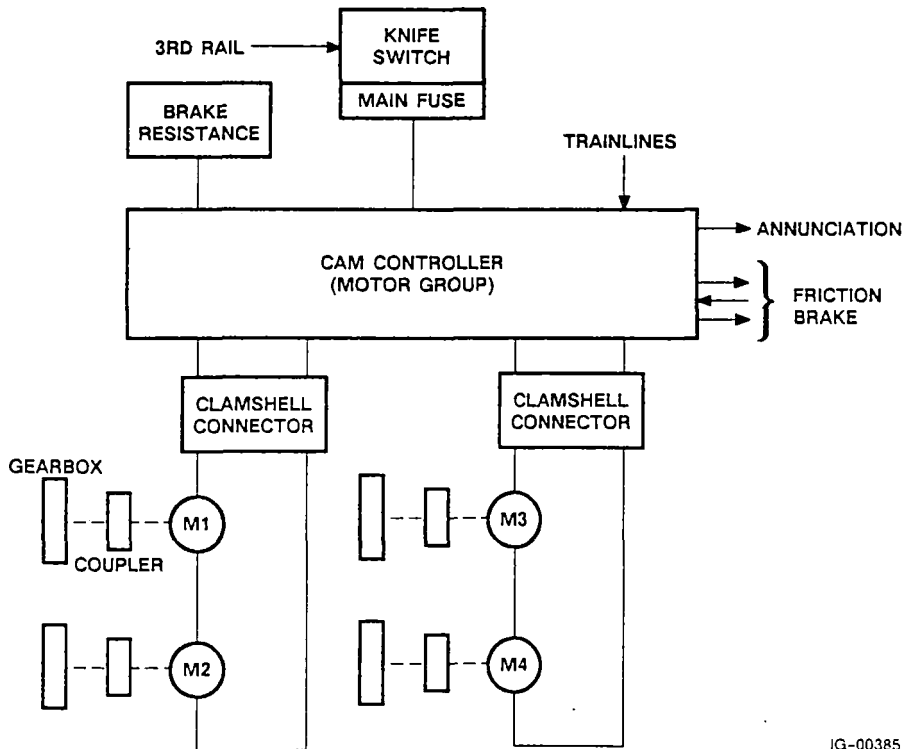 3RD RAIL
KNIFE
SWITCH
MAIN FUSE
BRAKE
RESISTANCE
TRAINLINES
CAM CONTROLLER
(MOTOR GROUP)
ANNUNCIATION
FRICTION
BRAKE
CLAMSHELL
CONNECTOR
CLAMSHELL
CONNECTOR
GEARBOX
COUPLER
M1
M3
M2
M4
JG-00385